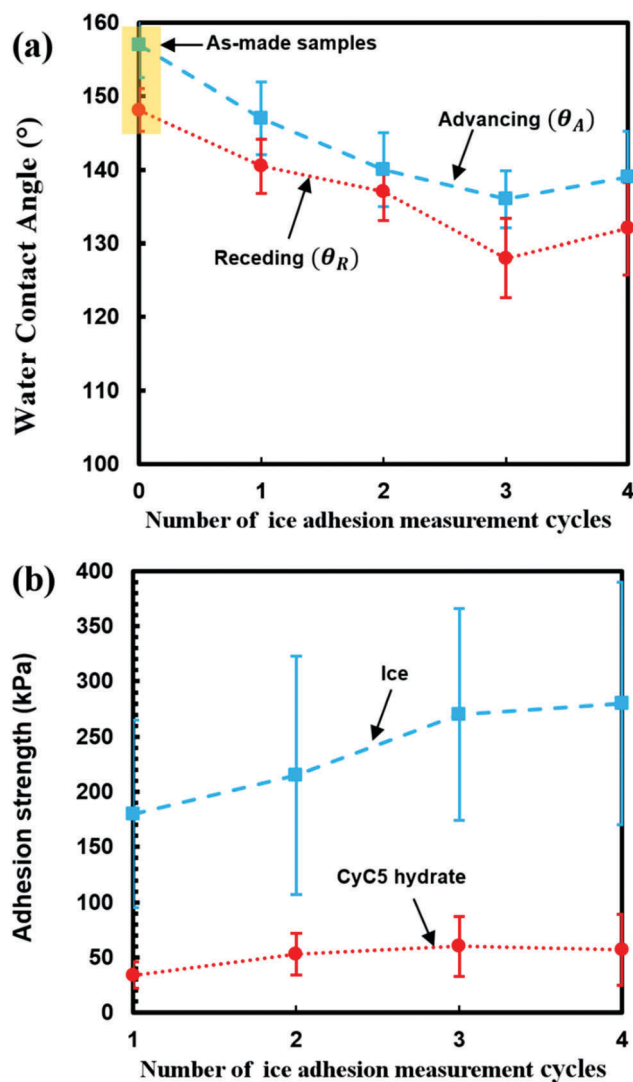 (a)
160
150
140
130
120
110
100
Water Contact Angle (°)
As-made samples
Advancing (θ_A)
Receding (θ_R)
0 1 2 3 4
Number of ice adhesion measurement cycles
(b)
400
350
300
250
200
150
100
50
0
Adhesion strength (kPa)
Ice
CyC5 hydrate
1 2 3 4
Number of ice adhesion measurement cycles